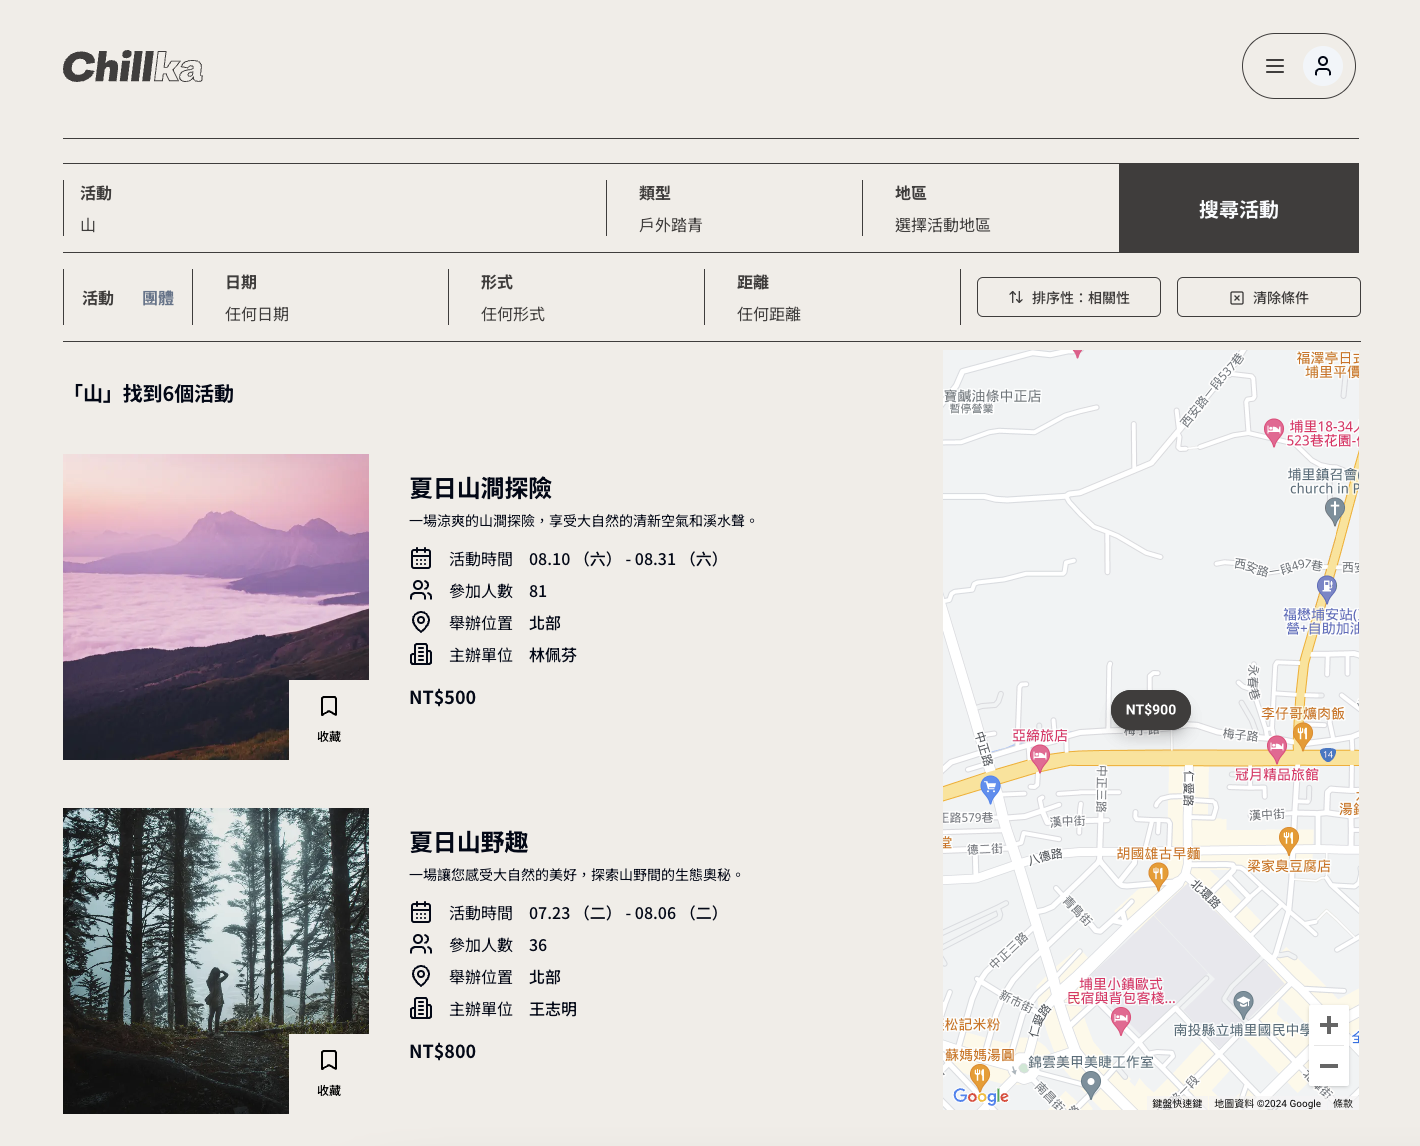 Chillka
活動
山
類型
戶外踏青
地區
選擇活動地區
搜尋活動
活動
團體
日期
任何日期
形式
任何形式
距離
任何距離
排序性：相關性
清除條件
「山」找到6個活動
夏日山澗探險
一場涼爽的山澗探險，享受大自然的清新空氣和溪水聲。
活動時間 08.10 （六） - 08.31 （六）
參加人數 81
舉辦位置 北部
主辦單位 林佩芬
NT$500
收藏
夏日山野趣
一場讓您感受大自然的美好，探索山野間的生態奧秘。
活動時間 07.23 （二） - 08.06 （二）
參加人數 36
舉辦位置 北部
主辦單位 王志明
NT$800
收藏
福澤亭日式
埔里平價
寶鹹油條中正店
暫停營業
西安路一段537巷
埔里18-34人
523巷花園-
埔里鎮召會
church in P
西安路一段497巷
西安
福懋埔安站(
營+自助加油
永春巷
NT$900
李仔哥爌肉飯
梅子路
梅子路
中正路
亞締旅店
14
冠月精品旅館
中正三路
仁愛路
正路579巷
漢中街
漢中街
湯
堂
德二街
八德路
胡國雄古早麵
梁家臭豆腐店
北環路
青島街
中正三路
埔里小鎮歐式
民宿與背包客棧...
新市街
仁愛路
松記米粉
南投縣立埔里國民中學
蘇媽媽湯圓
錦雲美甲美睫工作室
南昌街
一段
Google
鍵盤快速鍵
地圖資料 ©2024 Google
條款